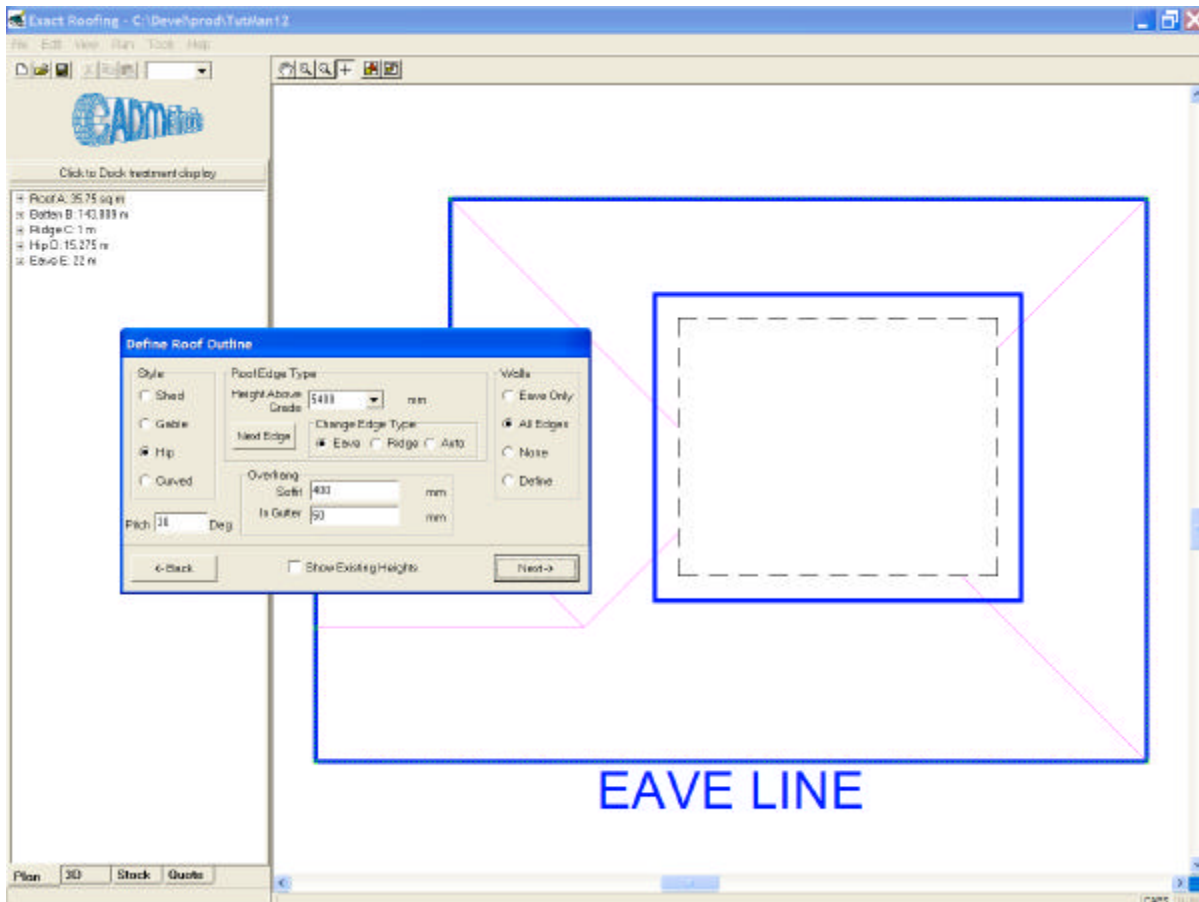 Exact Roofing - C:\Devel\prod\TutMan12
File Edit View Run Tools Help
Click to Dock treatment display
Roof A: 35.75 sq m
Batten B: m
Ridge C: 1 m
Hip D: 15.275 m
Eave E: 22 m
Define Roof Outline
Style
Shed
Gable
Hip
Curved
Pitch
Deg
Roof Edge Type
Height Above Grade
5400
mm
Next Edge
Change Edge Type
Eave
Ridge
Auto
Overhang
Soffit
400
mm
In Gutter
50
mm
Walls
Eave Only
All Edges
None
Define
<-Back
Show Existing Heights
Next->
EAVE LINE
Plan
3D
Stock
Quote
CAPS